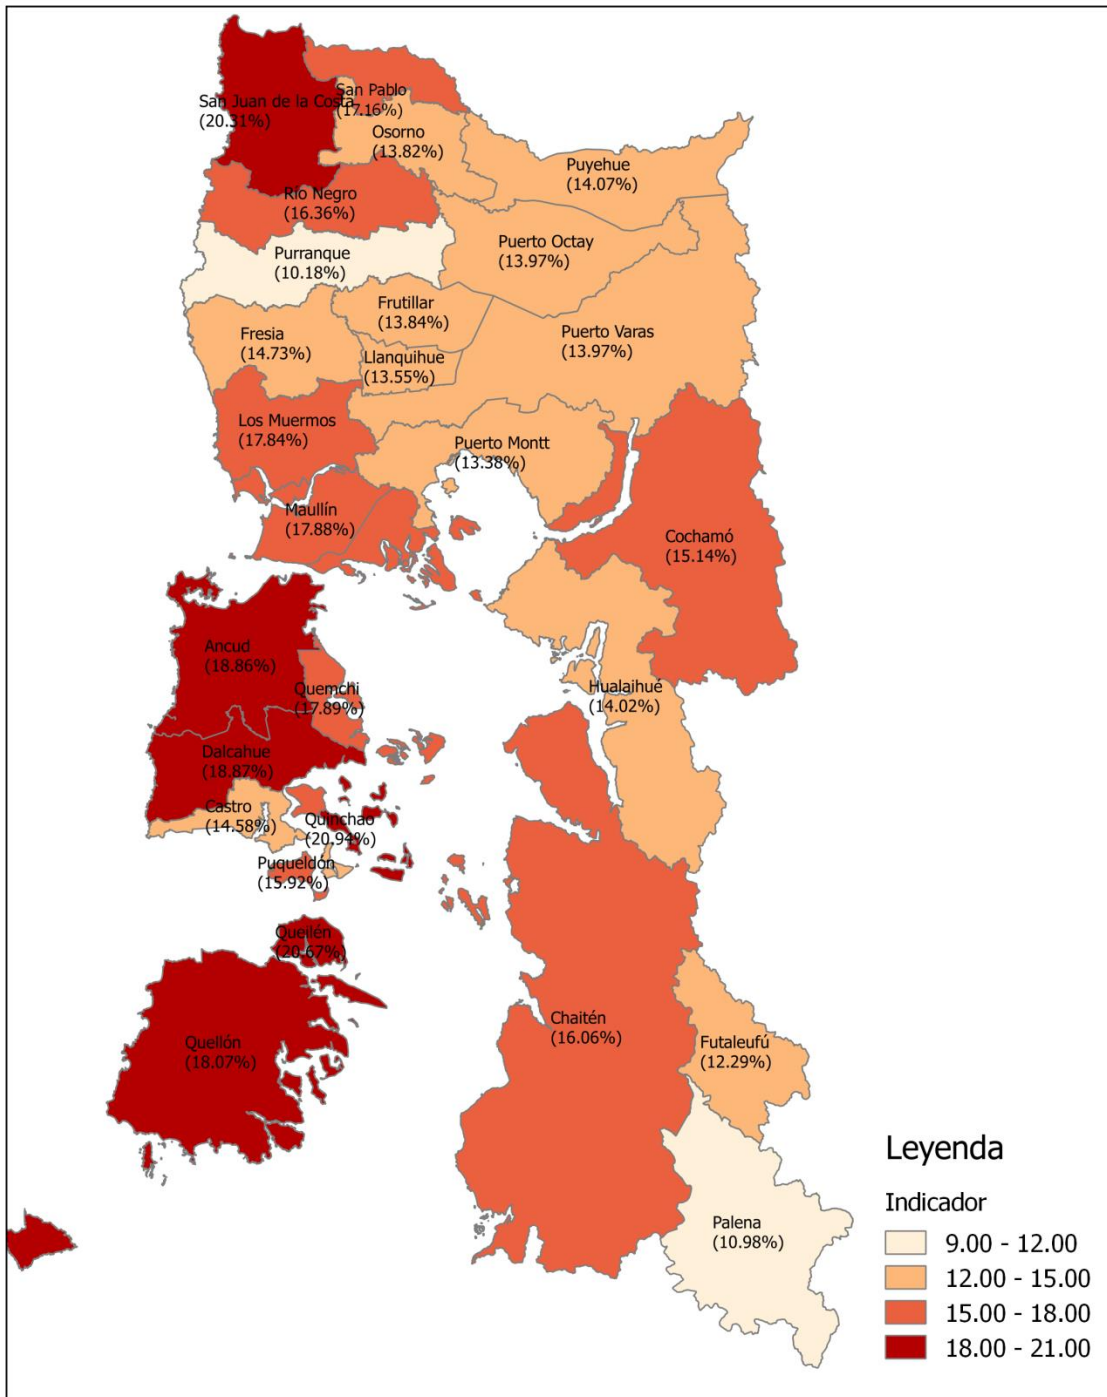 San Pablo
(17.16%)
San Juan de la Costa
(20.31%)
Osorno
(13.82%)
Puyehue
(14.07%)
Río Negro
(16.36%)
Puerto Octay
(13.97%)
Purranque
(10.18%)
Frutillar
(13.84%)
Fresia
(14.73%)
Puerto Varas
(13.97%)
Llanquihue
(13.55%)
Los Muermos
(17.84%)
Puerto Montt
(13.38%)
Maullín
(17.88%)
Cochamó
(15.14%)
Ancud
(18.86%)
Quemchi
(17.89%)
Hualaihué
(14.02%)
Dalcahue
(18.87%)
Castro
(14.58%)
Quinchao
(20.94%)
Puqueldón
(15.92%)
Queilén
(20.67%)
Quellón
(18.07%)
Chaitén
(16.06%)
Futaleufú
(12.29%)
Palena
(10.98%)
Leyenda
Indicador
9.00 - 12.00
12.00 - 15.00
15.00 - 18.00
18.00 - 21.00